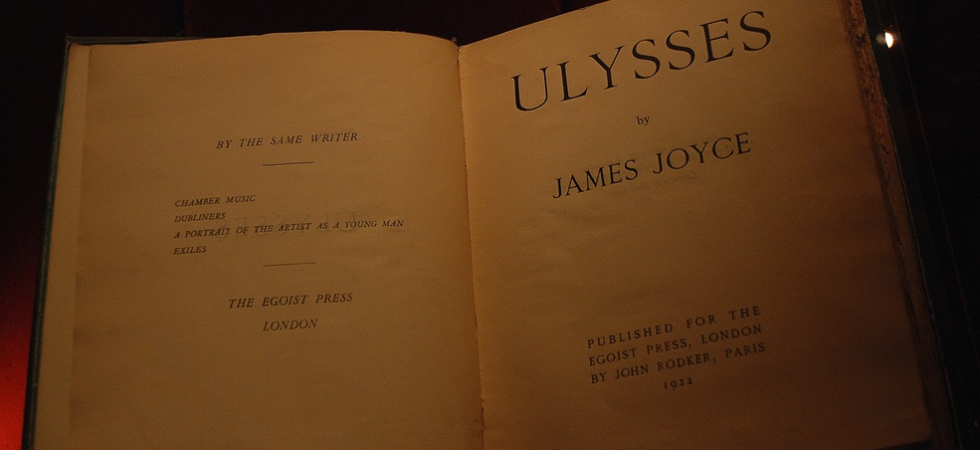 BY THE SAME WRITER
CHAMBER MUSIC
DUBLINERS
A PORTRAIT OF THE ARTIST AS A YOUNG MAN
EXILES
THE EGOIST PRESS
LONDON
ULYSSES
by
JAMES JOYCE
PUBLISHED FOR THE
EGOIST PRESS, LONDON
BY JOHN RODKER, PARIS
1922